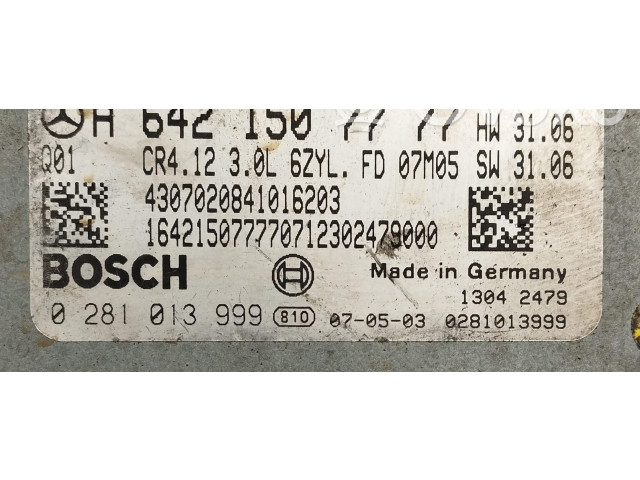 A 642 150 77 77 HW 31.06
Q01 CR4.12 3.0L 6ZYL. FD 07M05 SW 31.06
4307020841016203
164215077770712302479000
BOSCH Made in Germany
1304 2479
0 281 013 999 810 07-05-03 0281013999